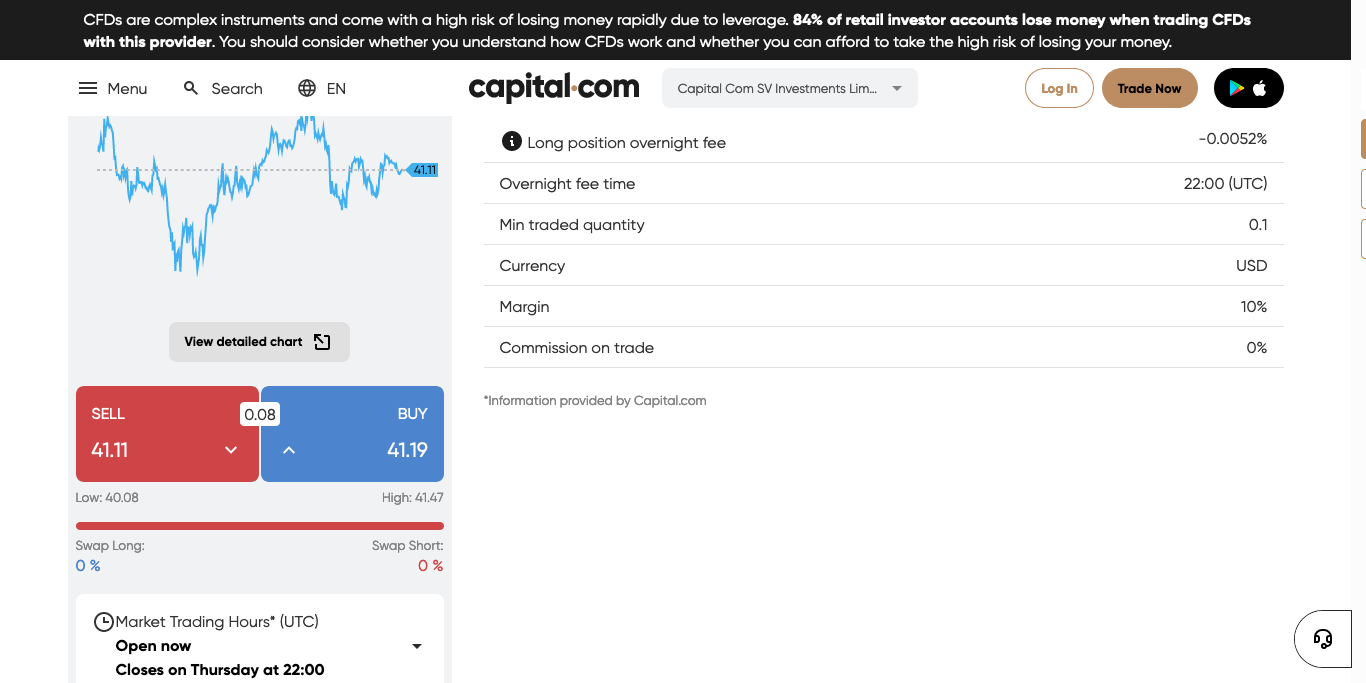 CFDs are complex instruments and come with a high risk of losing money rapidly due to leverage. 84% of retail investor accounts lose money when trading CFDs
with this provider. You should consider whether you understand how CFDs work and whether you can afford to take the high risk of losing your money.
Menu Search EN capital.com Capital Com SV Investments Lim... Log In Trade Now
41.11
View detailed chart
SELL 0.08 BUY
41.11 41.19
Low: 40.08 High: 41.47
Swap Long: Swap Short:
0 % 0 %
Market Trading Hours* (UTC)
Open now
Closes on Thursday at 22:00
Long position overnight fee -0.0052%
Overnight fee time 22:00 (UTC)
Min traded quantity 0.1
Currency USD
Margin 10%
Commission on trade 0%
*Information provided by Capital.com